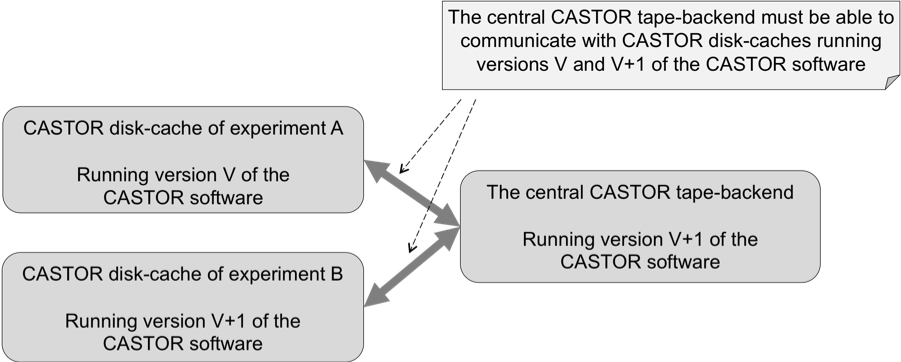 The central CASTOR tape-backend must be able to
communicate with CASTOR disk-caches running
versions V and V+1 of the CASTOR software
CASTOR disk-cache of experiment A
Running version V of the
CASTOR software
The central CASTOR tape-backend
Running version V+1 of the
CASTOR software
CASTOR disk-cache of experiment B
Running version V+1 of the
CASTOR software